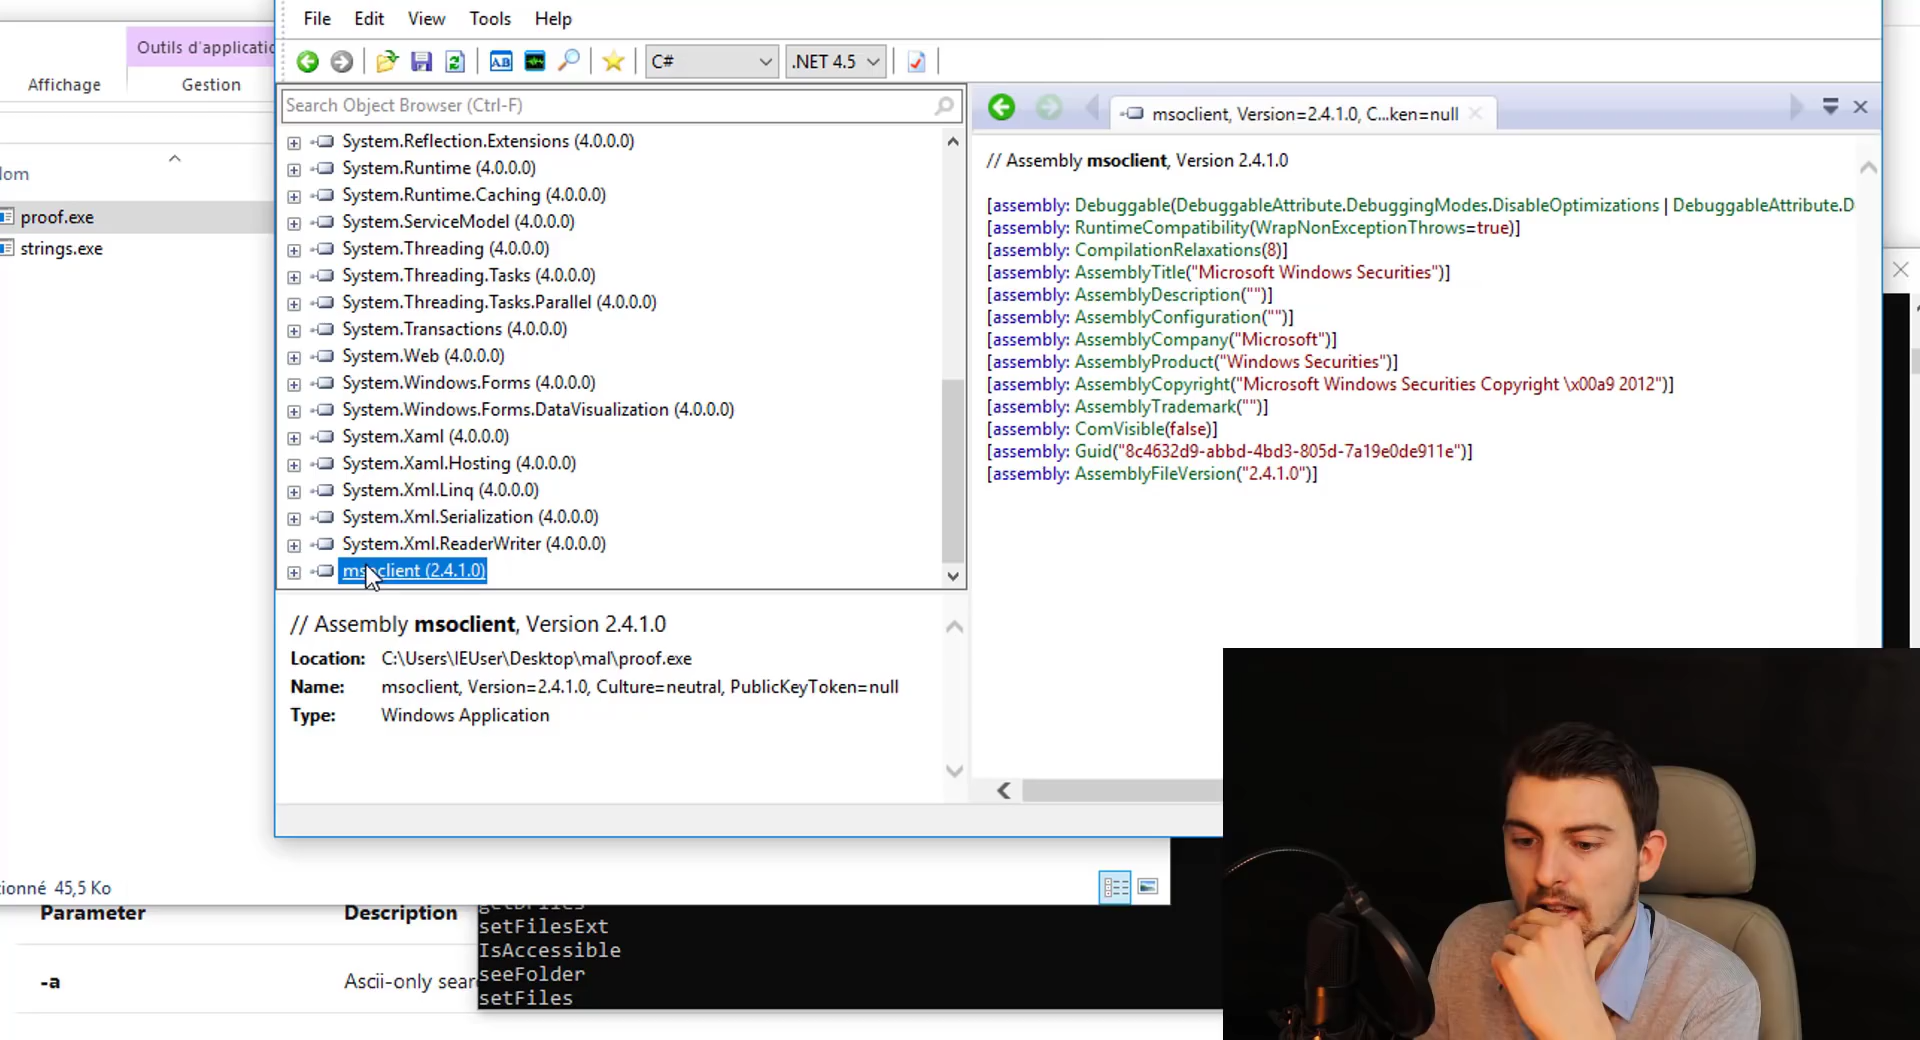 File Edit View Tools Help
Outils d'applicatio
Affichage Gestion
C# .NET 4.5
Search Object Browser (Ctrl-F)
msoclient, Version=2.4.1.0, C...ken=null
proof.exe
strings.exe
System.Reflection.Extensions (4.0.0.0)
System.Runtime (4.0.0.0)
System.Runtime.Caching (4.0.0.0)
System.ServiceModel (4.0.0.0)
System.Threading (4.0.0.0)
System.Threading.Tasks (4.0.0.0)
System.Threading.Tasks.Parallel (4.0.0.0)
System.Transactions (4.0.0.0)
System.Web (4.0.0.0)
System.Windows.Forms (4.0.0.0)
System.Windows.Forms.DataVisualization (4.0.0.0)
System.Xaml (4.0.0.0)
System.Xaml.Hosting (4.0.0.0)
System.Xml.Linq (4.0.0.0)
System.Xml.Serialization (4.0.0.0)
System.Xml.ReaderWriter (4.0.0.0)
msoclient (2.4.1.0)
// Assembly msoclient, Version 2.4.1.0
Location: C:\Users\IEUser\Desktop\mal\proof.exe
Name: msoclient, Version=2.4.1.0, Culture=neutral, PublicKeyToken=null
Type: Windows Application
// Assembly msoclient, Version 2.4.1.0
[assembly: Debuggable(DebuggableAttribute.DebuggingModes.DisableOptimizations | DebuggableAttribute.D
[assembly: RuntimeCompatibility(WrapNonExceptionThrows=true)]
[assembly: CompilationRelaxations(8)]
[assembly: AssemblyTitle("Microsoft Windows Securities")]
[assembly: AssemblyDescription("")]
[assembly: AssemblyConfiguration("")]
[assembly: AssemblyCompany("Microsoft")]
[assembly: AssemblyProduct("Windows Securities")]
[assembly: AssemblyCopyright("Microsoft Windows Securities Copyright \x00a9 2012")]
[assembly: AssemblyTrademark("")]
[assembly: ComVisible(false)]
[assembly: Guid("8c4632d9-abbd-4bd3-805d-7a19e0de911e")]
[assembly: AssemblyFileVersion("2.4.1.0")]
ionné 45,5 Ko
Parameter Description
-a Ascii-only sear
setFilesExt
IsAccessible
seeFolder
setFiles